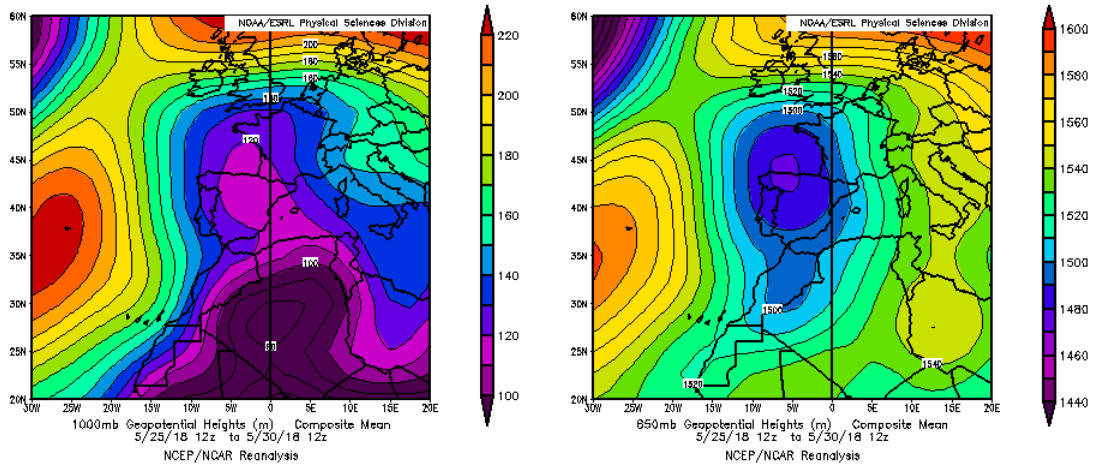 NOAA/ESRL Physical Sciences Division
60N
55N
50N
45N
40N
35N
30N
25N
20N
30W 25W 20W 15W 10W 5W 0 5E 10E 15E 20E
200
180
160
140
120
100
80
220
200
180
160
140
120
100
1000mb Geopotential Heights (m) Composite Mean
5/25/18 12z to 5/30/18 12z
NCEP/NCAR Reanalysis
NOAA/ESRL Physical Sciences Division
60N
55N
50N
45N
40N
35N
30N
25N
20N
30W 25W 20W 15W 10W 5W 0 5E 10E 15E 20E
1560
1540
1520
1500
1500
1520
1540
1600
1580
1560
1540
1520
1500
1480
1460
1440
850mb Geopotential Heights (m) Composite Mean
5/25/18 12z to 5/30/18 12z
NCEP/NCAR Reanalysis